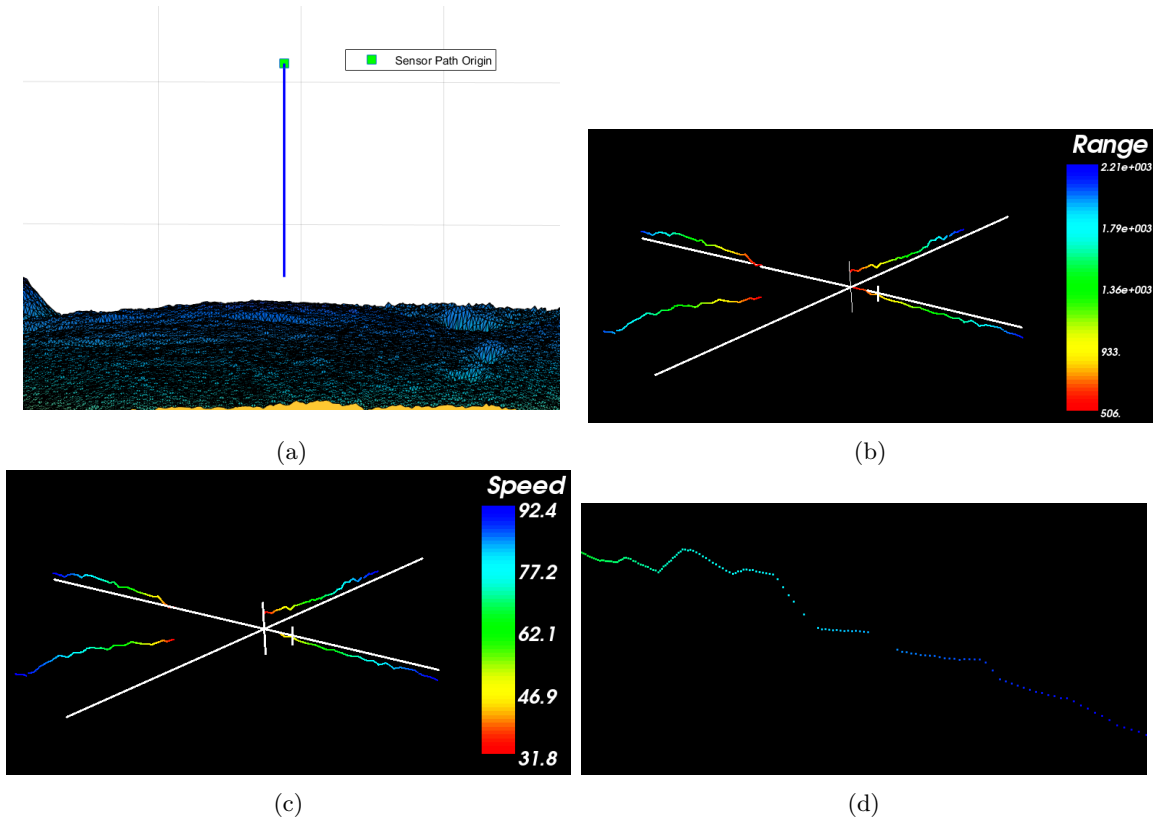 Sensor Path Origin
(a)
Range
2.21e+003
1.79e+003
1.36e+003
933.
506.
(b)
Speed
92.4
77.2
62.1
46.9
31.8
(c)
(d)